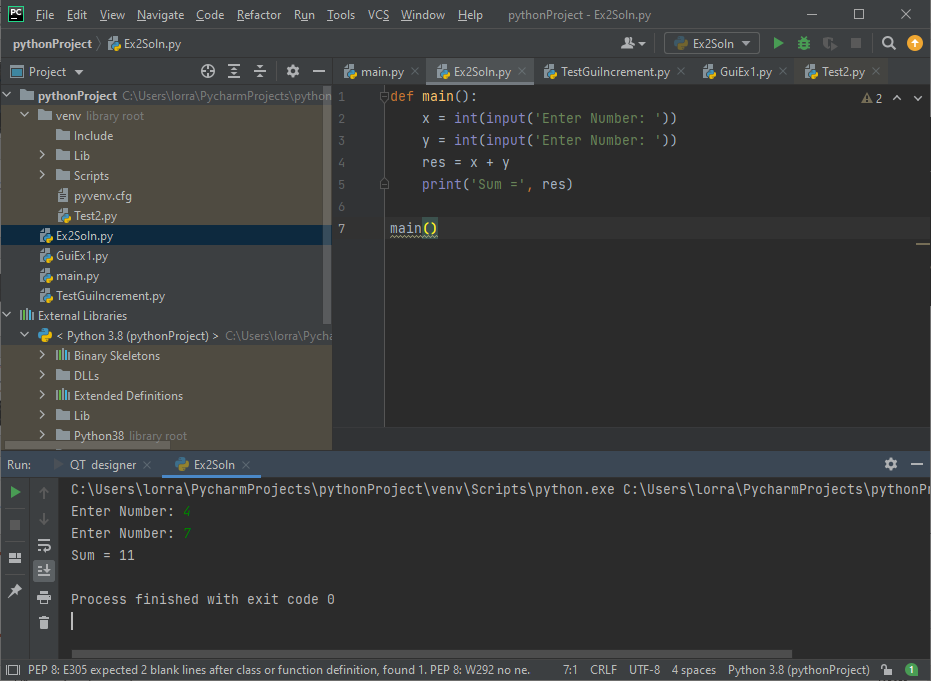 PC File Edit View Navigate Code Refactor Run Tools VCS Window Help pythonProject - Ex2Soln.py
pythonProject Ex2Soln.py Ex2Soln
Project
main.py Ex2Soln.py TestGuiIncrement.py GuiEx1.py Test2.py
pythonProject C:\Users\lorra\PycharmProjects\python
venv library root
Include
Lib
Scripts
pyvenv.cfg
Test2.py
Ex2Soln.py
GuiEx1.py
main.py
TestGuiIncrement.py
External Libraries
< Python 3.8 (pythonProject) > C:\Users\lorra\Pycha
Binary Skeletons
DLLs
Extended Definitions
Lib
Python38 library root
1 def main():
2 x = int(input('Enter Number: '))
3 y = int(input('Enter Number: '))
4 res = x + y
5 print('Sum =', res)
6
7 main()
2
Run: QT designer Ex2Soln
C:\Users\lorra\PycharmProjects\pythonProject\venv\Scripts\python.exe C:\Users\lorra\PycharmProjects\pythonPr
Enter Number: 4
Enter Number: 7
Sum = 11
Process finished with exit code 0
PEP 8: E305 expected 2 blank lines after class or function definition, found 1. PEP 8: W292 no ne. 7:1 CRLF UTF-8 4 spaces Python 3.8 (pythonProject) 1